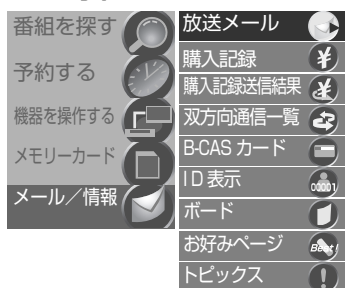 番組を探す
予約する
機器を操作する
メモリーカード
メール／情報
放送メール
購入記録
購入記録送信結果
双方向通信一覧
B-CAS カード
ID 表示
00001
ボード
お好みページ
Best!
トピックス